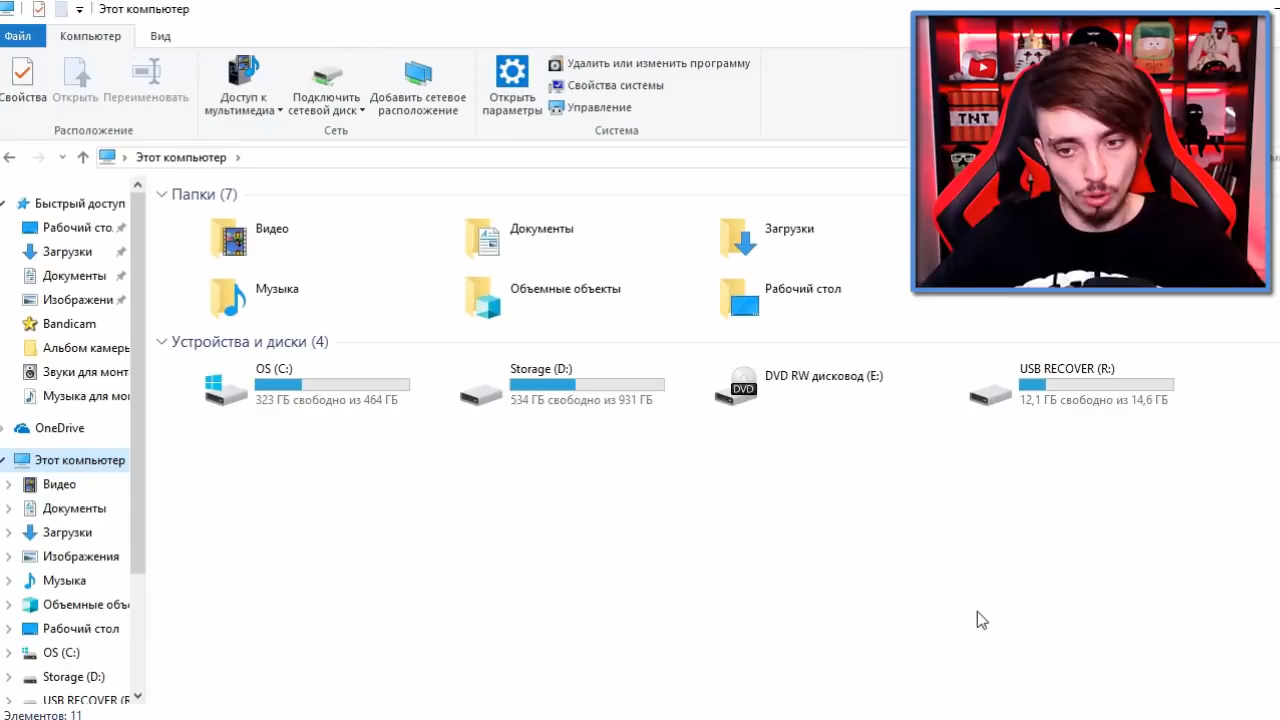 Этот компьютер
Файл
Компьютер
Вид
Свойства
Открыть
Переименовать
Доступ к
мультимедиа
Подключить
сетевой диск
Добавить сетевое
расположение
Открыть
параметры
Удалить или изменить программу
Свойства системы
Управление
Расположение
Сеть
Система
Этот компьютер
Быстрый доступ
Рабочий сто.
Загрузки
Документы
Изображени
Bandicam
Альбом камеры
Звуки для монт
Музыка для мо
OneDrive
Этот компьютер
Видео
Документы
Загрузки
Изображения
Музыка
Объемные объ
Рабочий стол
OS (C:)
Storage (D:)
USB RECOVER (R
Папки (7)
Видео
Документы
Загрузки
Музыка
Объемные объекты
Рабочий стол
Устройства и диски (4)
OS (C:)
323 ГБ свободно из 464 ГБ
Storage (D:)
534 ГБ свободно из 931 ГБ
DVD
DVD RW дисковод (E:)
USB RECOVER (R:)
12,1 ГБ свободно из 14,6 ГБ
Элементов: 11
TNT